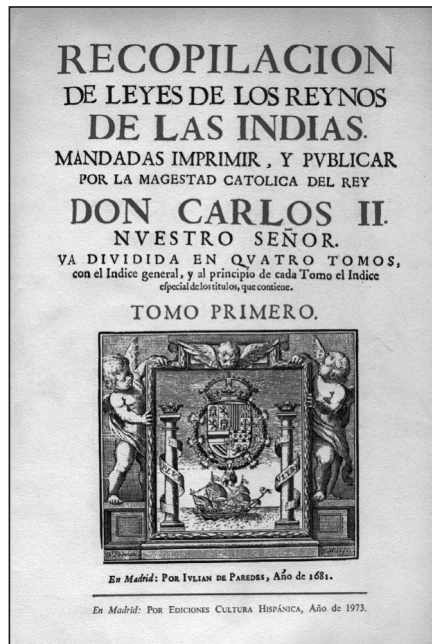 RECOPILACION
DE LEYES DE LOS REYNOS
DE LAS INDIAS.
MANDADAS IMPRIMIR, Y PVBLICAR
POR LA MAGESTAD CATOLICA DEL REY
DON CARLOS II.
NVESTRO SEÑOR.
VA DIVIDIDA EN QVATRO TOMOS,
con el Indice general, y al principio de cada Tomo el Indice
especial de los titulos, que contiene.
TOMO PRIMERO.
En Madrid: POR IVLIAN DE PAREDES, Año de 1681.
En Madrid: POR EDICIONES CULTURA HISPÁNICA, Año de 1973.